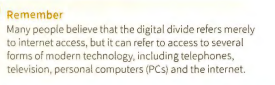 Remember
Many people believe that the digital divide refers merely
to internet access, but it can refer to access to several
forms of modern technology, including telephones,
television, personal computers (PCs) and the internet.